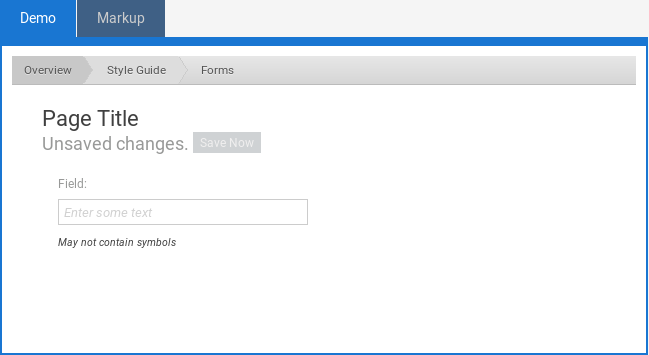 Demo Markup
Overview Style Guide Forms
Page Title
Unsaved changes. Save Now
Field:
Enter some text
May not contain symbols